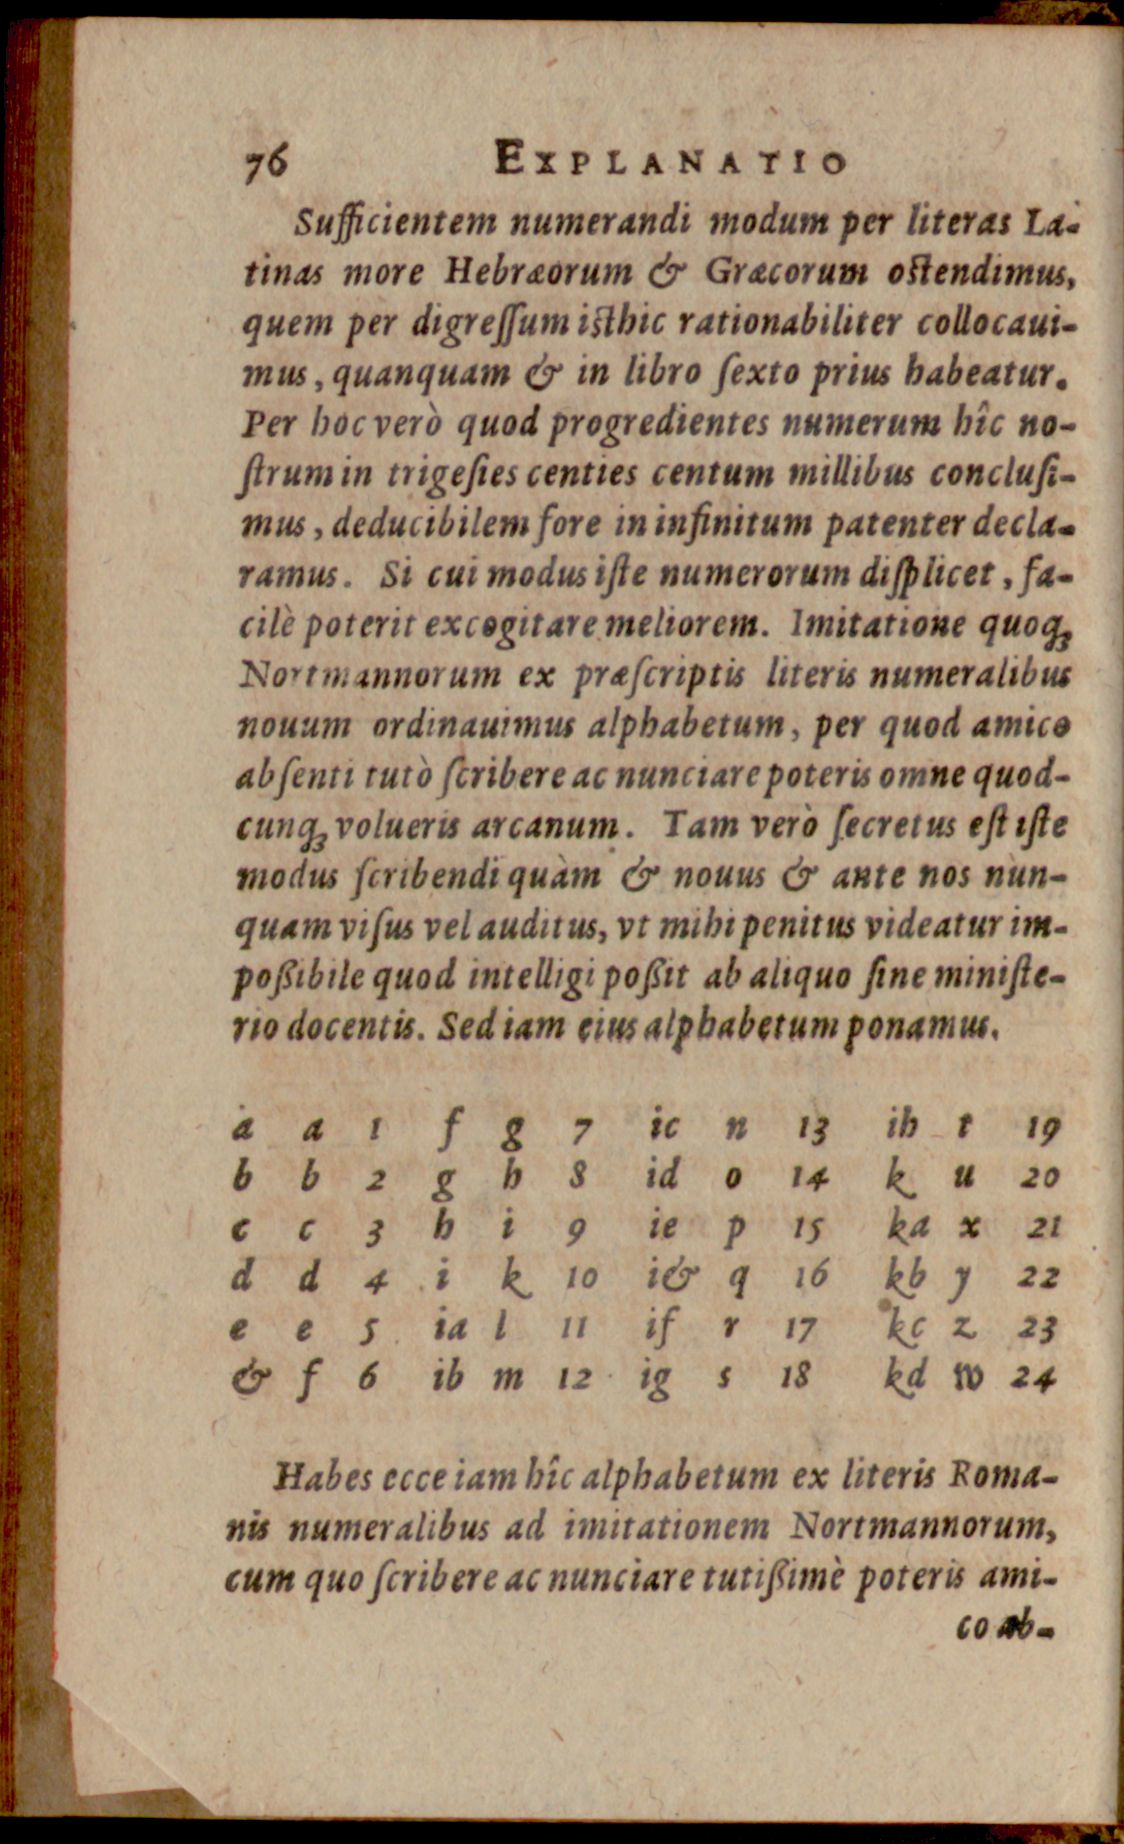 76 EXPLANATIO
Sufficientem numerandi modum per literas La-
tinas more Hebræorum & Græcorum ostendimus,
quem per digreſſum iſthic rationabiliter collocaui-
mus, quanquam & in libro ſexto prius habeatur.
Per hoc verò quod progredientes numerum hîc no-
ſtrum in trigeſies centies centum millibus concluſi-
mus, deducibilem fore in infinitum patenter decla-
ramus. Si cui modus iſte numerorum diſplicet, fa-
cilè poterit excogitare meliorem. Imitatione quoqꝫ
Nortmannorum ex præſcriptis literis numeralibus
nouum ordinauimus alphabetum, per quod amico
abſenti tutò ſcribere ac nunciare poteris omne quod-
cunqꝫ volueris arcanum. Tam verò ſecretus eſt iſte
modus ſcribendi quàm & nouus & ante nos nun-
quam viſus vel auditus, vt mihi penitus videatur im-
poßibile quod intelligi poßit ab aliquo ſine miniſte-
rio docentis. Sed iam eius alphabetum ponamus.
a a 1 f g 7 ic n 13 ih t 19
b b 2 g h 8 id o 14 k u 20
c c 3 h i 9 ie p 15 ka x 21
d d 4 i k 10 i& q 16 kb y 22
e e 5 ia l 11 if r 17 kc z 23
& f 6 ib m 12 ig s 18 kd w 24
Habes ecce iam hîc alphabetum ex literis Roma-
nis numeralibus ad imitationem Nortmannorum,
cum quo ſcribere ac nunciare tutißimè poteris ami-
co ab-